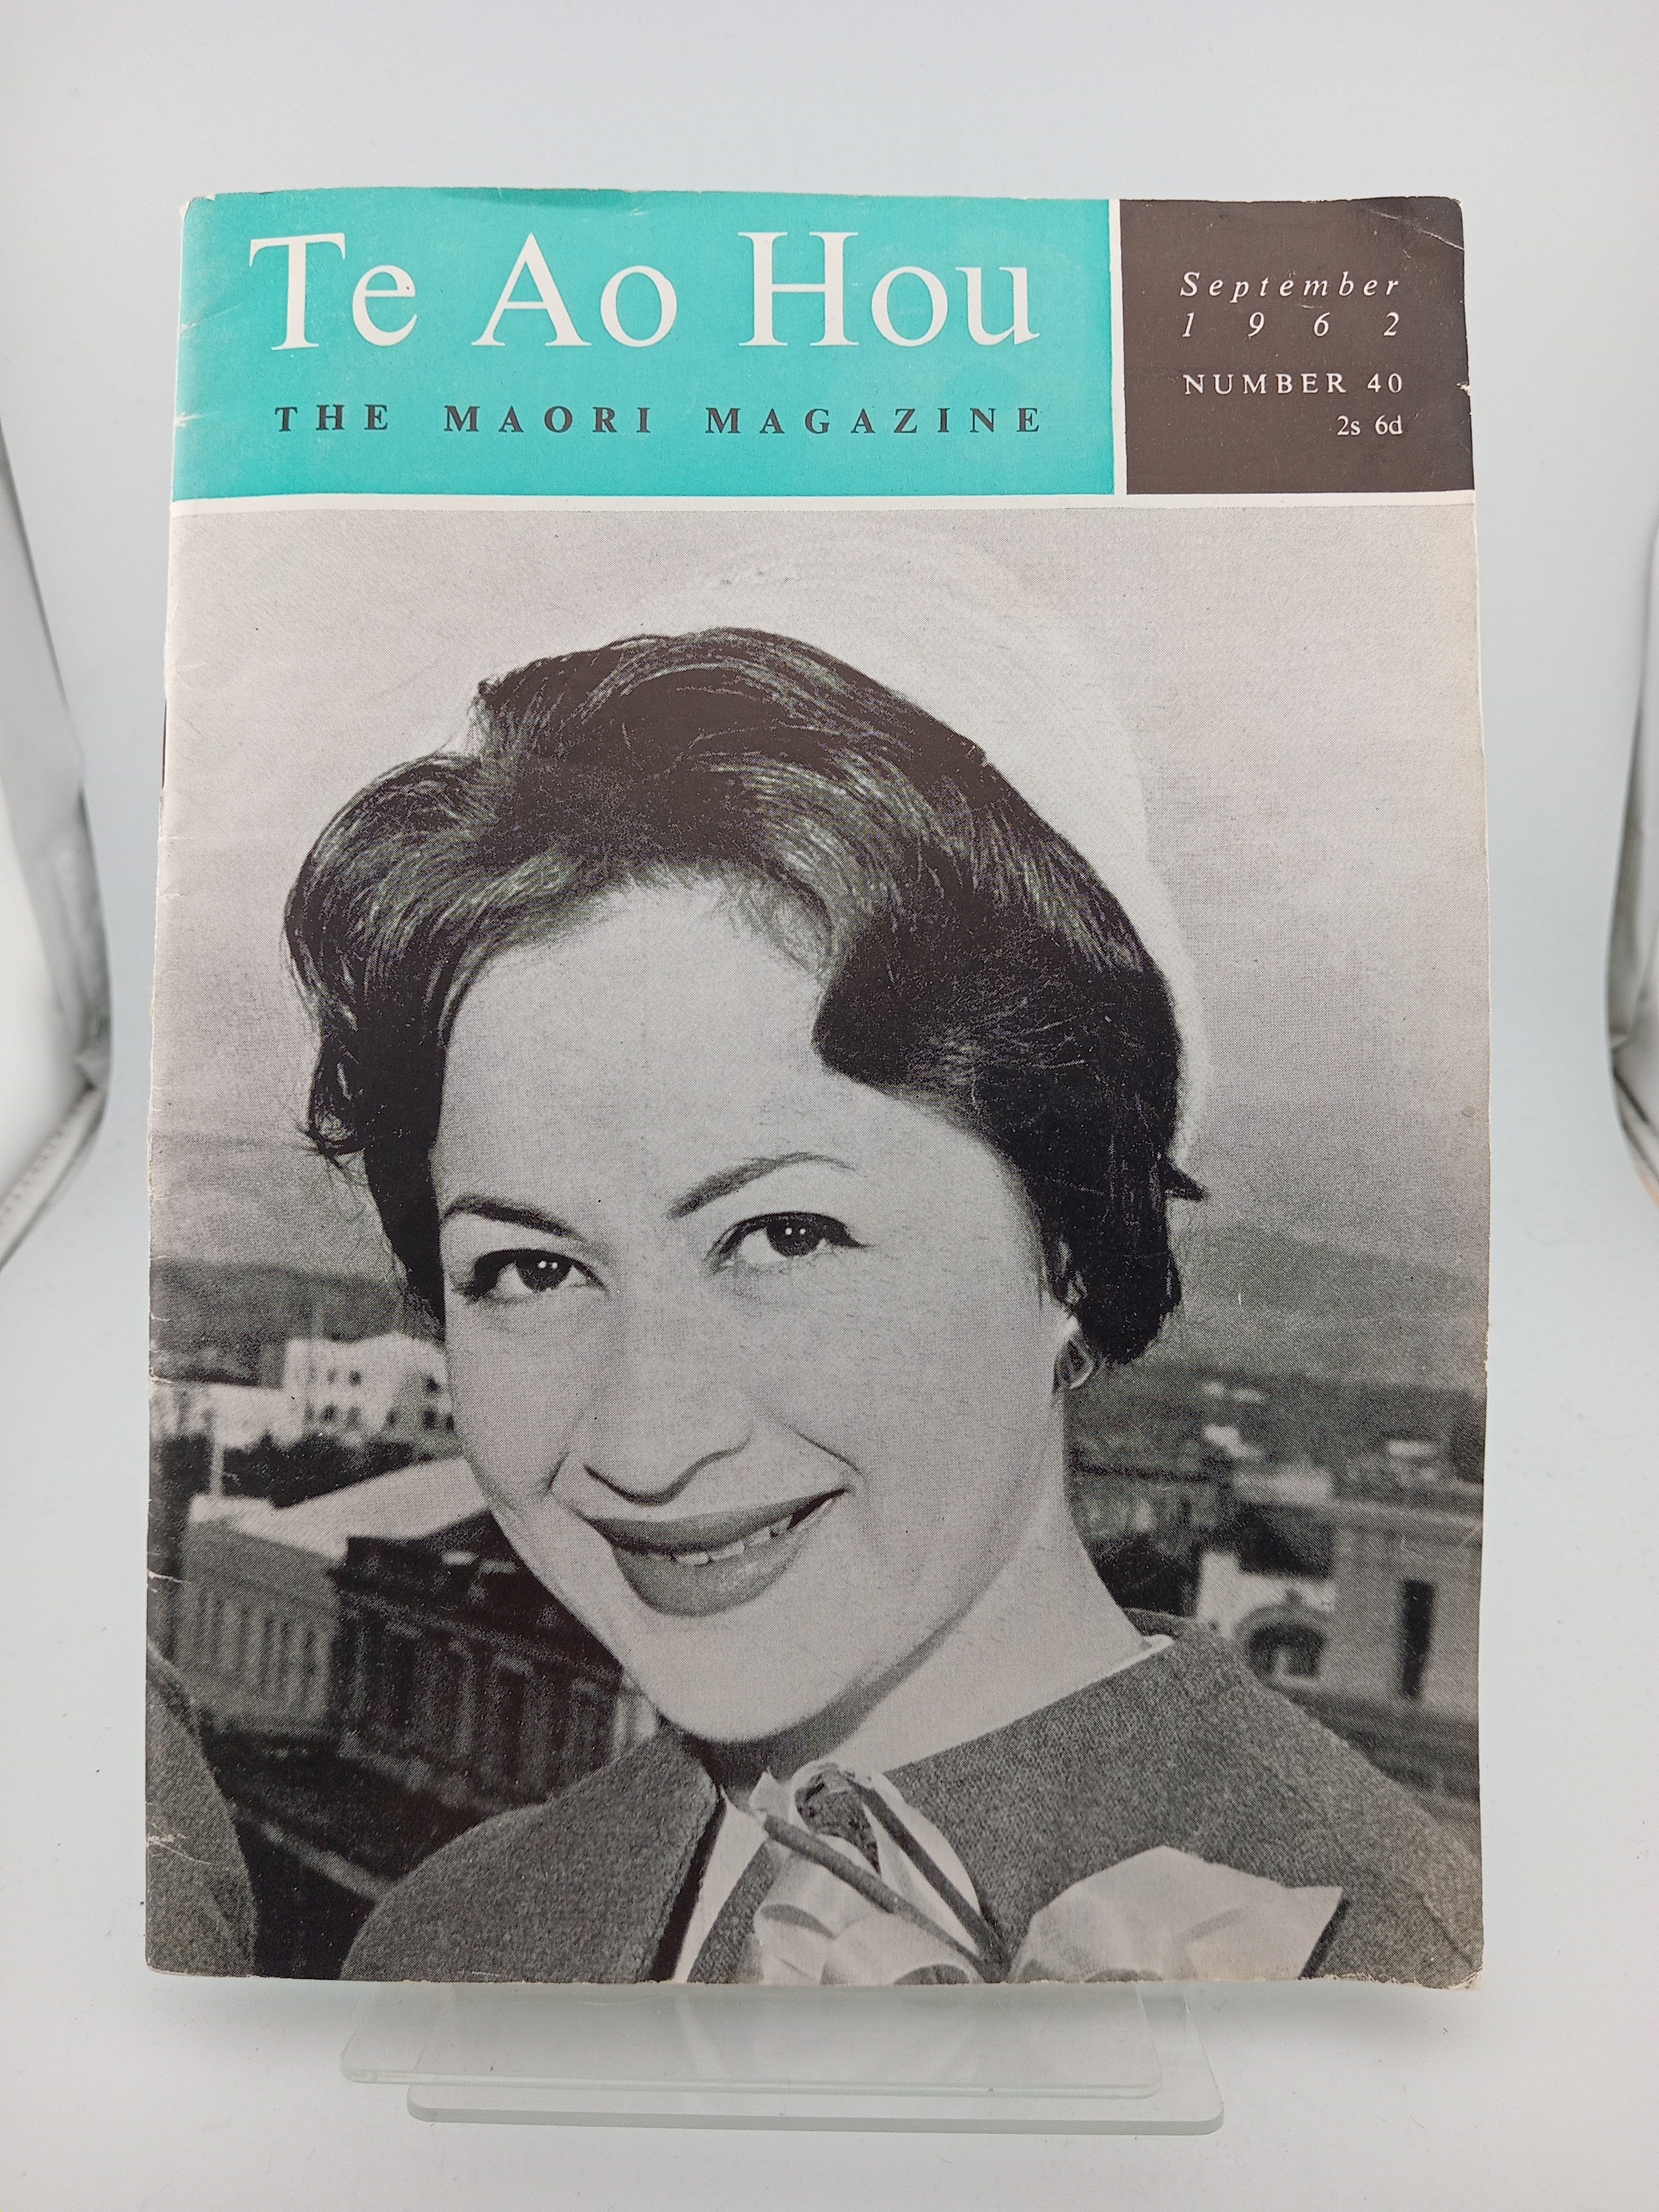 Te Ao Hou
THE MAORI MAGAZINE
September
1962
NUMBER 40
2s 6d